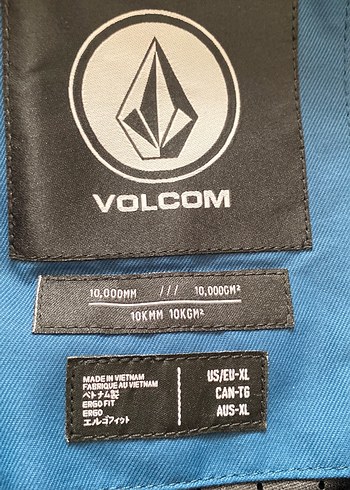 VOLCOM
10,000MM /// 10,000GM²
10KMM 10KGM²
MADE IN VIETNAM
FABRIQUE AU VIETNAM
ベトナム製
ERGO FIT
ERGO
エルゴフィット
US/EU-XL
CAN-TG
AUS-XL